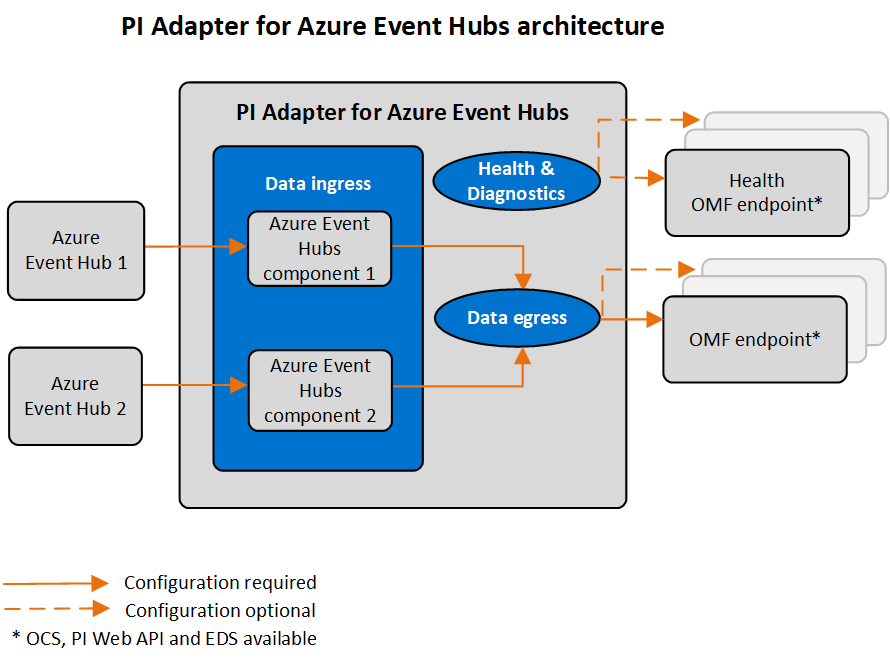 PI Adapter for Azure Event Hubs architecture
PI Adapter for Azure Event Hubs
Data ingress
Health &
Diagnostics
Health
OMF endpoint*
Azure
Event Hub 1
Azure Event
Hubs
component 1
Data egress
OMF endpoint*
Azure
Event Hub 2
Azure Event
Hubs
component 2
Configuration required
Configuration optional
* OCS, PI Web API and EDS available